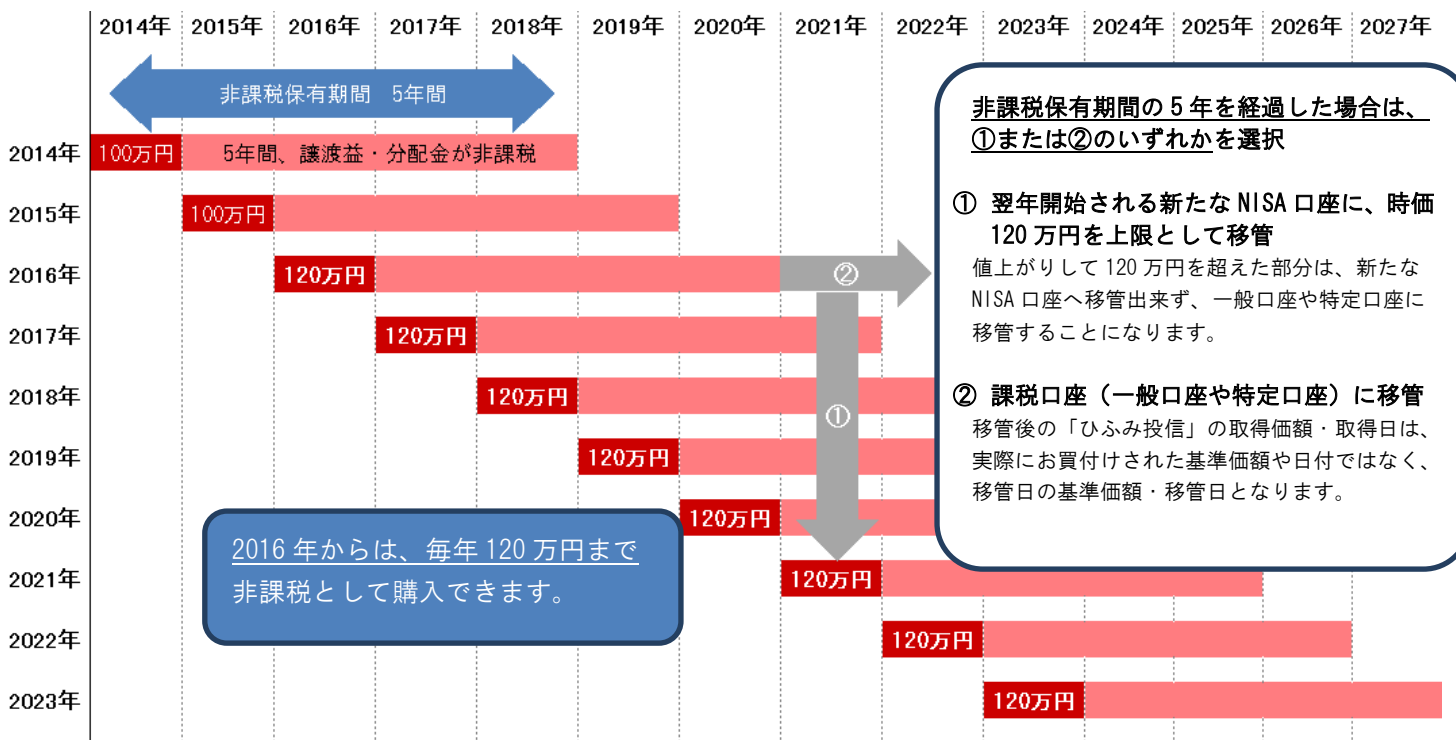 2014年 2015年 2016年 2017年 2018年 2019年 2020年 2021年 2022年 2023年 2024年 2025年 2026年 2027年
非課税保有期間 5年間
2014年 100万円 5年間、譲渡益・分配金が非課税
2015年 100万円
2016年 120万円 ②
2017年 120万円
2018年 120万円
①
2019年 120万円
2020年 120万円
2021年 120万円
2022年 120万円
2023年 120万円
非課税保有期間の5年を経過した場合は、
①または②のいずれかを選択
① 翌年開始される新たなNISA口座に、時価
120万円を上限として移管
値上がりして120万円を超えた部分は、新たな
NISA口座へ移管出来ず、一般口座や特定口座に
移管することになります。
② 課税口座（一般口座や特定口座）に移管
移管後の「ひふみ投信」の取得価額・取得日は、
実際にお買付けされた基準価額や日付ではなく、
移管日の基準価額・移管日となります。
2016年からは、毎年120万円まで
非課税として購入できます。